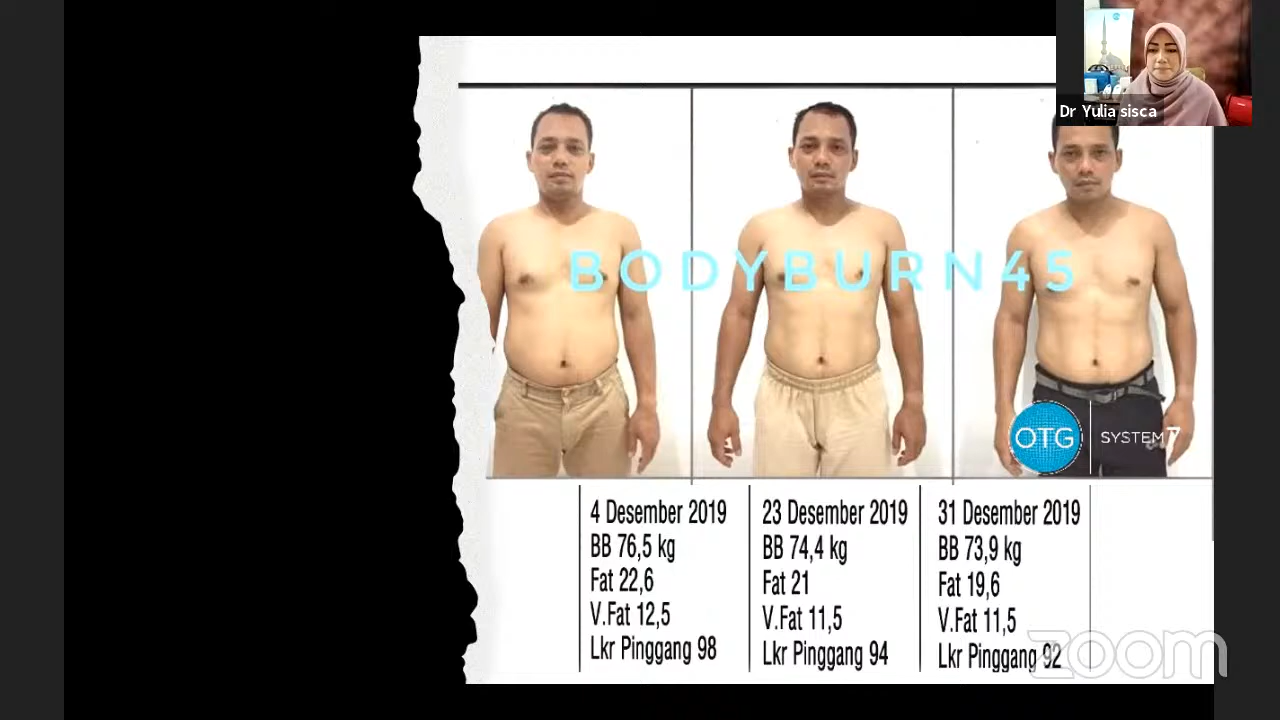 Dr Yulia sisca
BODYBURN45
OTG SYSTEM7
4 Desember 2019
BB 76,5 kg
Fat 22,6
V.Fat 12,5
Lkr Pinggang 98
23 Desember 2019
BB 74,4 kg
Fat 21
V.Fat 11,5
Lkr Pinggang 94
31 Desember 2019
BB 73,9 kg
Fat 19,6
V.Fat 11,5
Lkr Pinggang 92
zoom